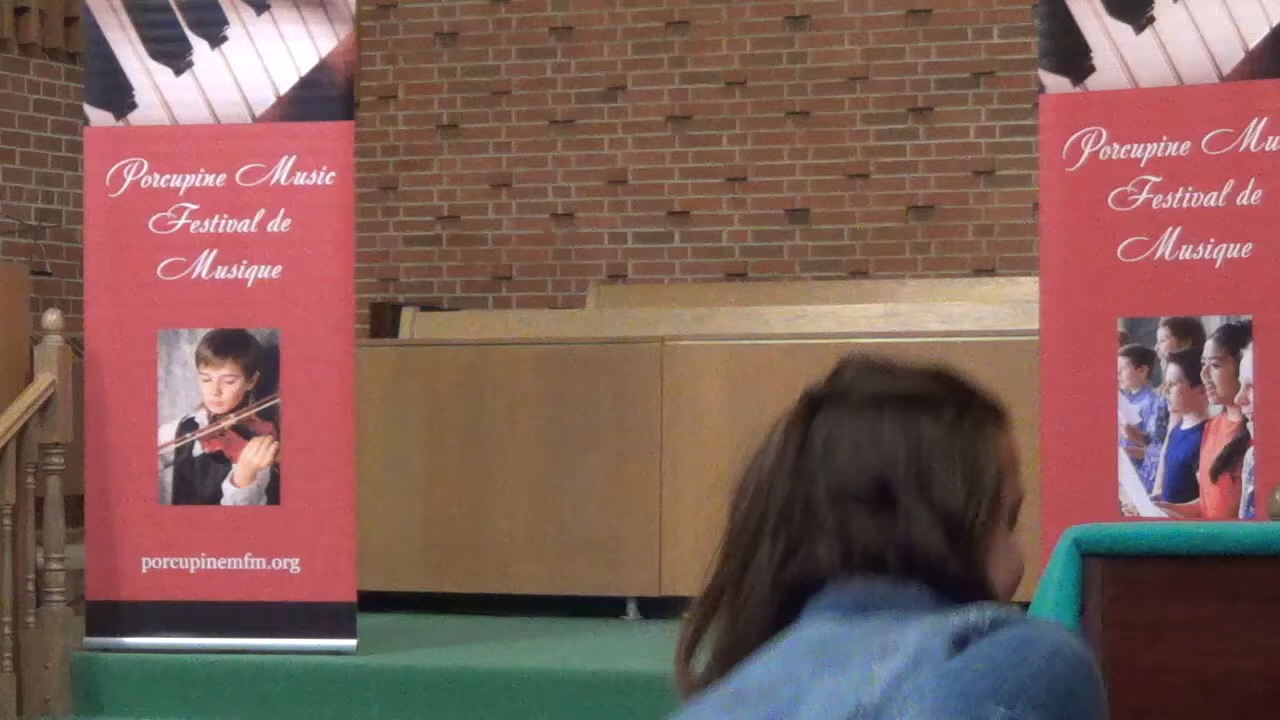 Porcupine Music
Festival de
Musique
porcupinemfm.org
Porcupine Mu
Festival de
Musique